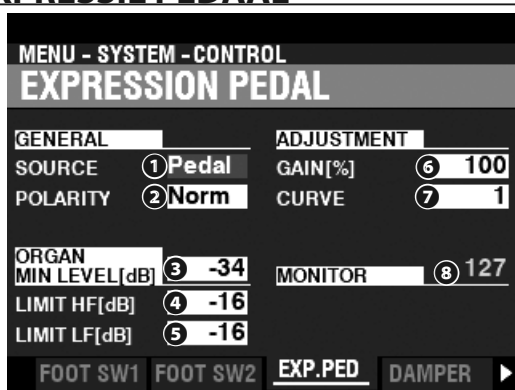 MENU - SYSTEM - CONTROL
EXPRESSION PEDAL
GENERAL
SOURCE ① Pedal
POLARITY ② Norm
ADJUSTMENT
GAIN[%] ⑥ 100
CURVE ⑦ 1
ORGAN
MIN LEVEL[dB] ③ -34
LIMIT HF[dB] ④ -16
LIMIT LF[dB] ⑤ -16
MONITOR ⑧ 127
FOOT SW1 FOOT SW2 EXP.PED DAMPER